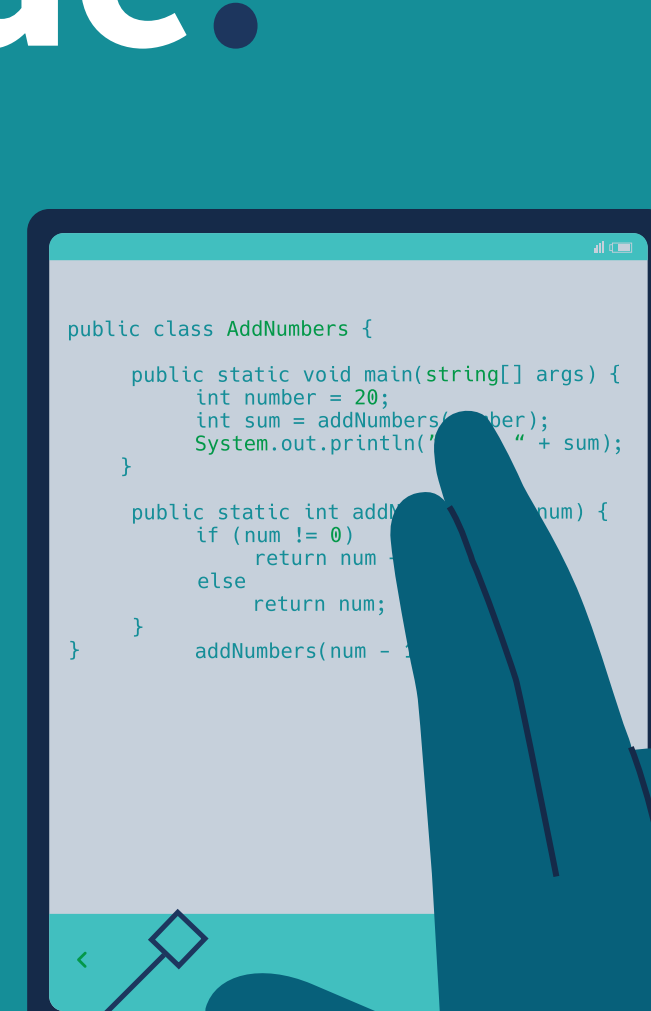 public class AddNumbers {
public static void main(string[] args) {
int number = 20;
int sum = addNumbers( ber);
System.out.println(” “ + sum);
}
public static int addN num) {
if (num != 0)
return num
else
return num;
}
} addNumbers(num -